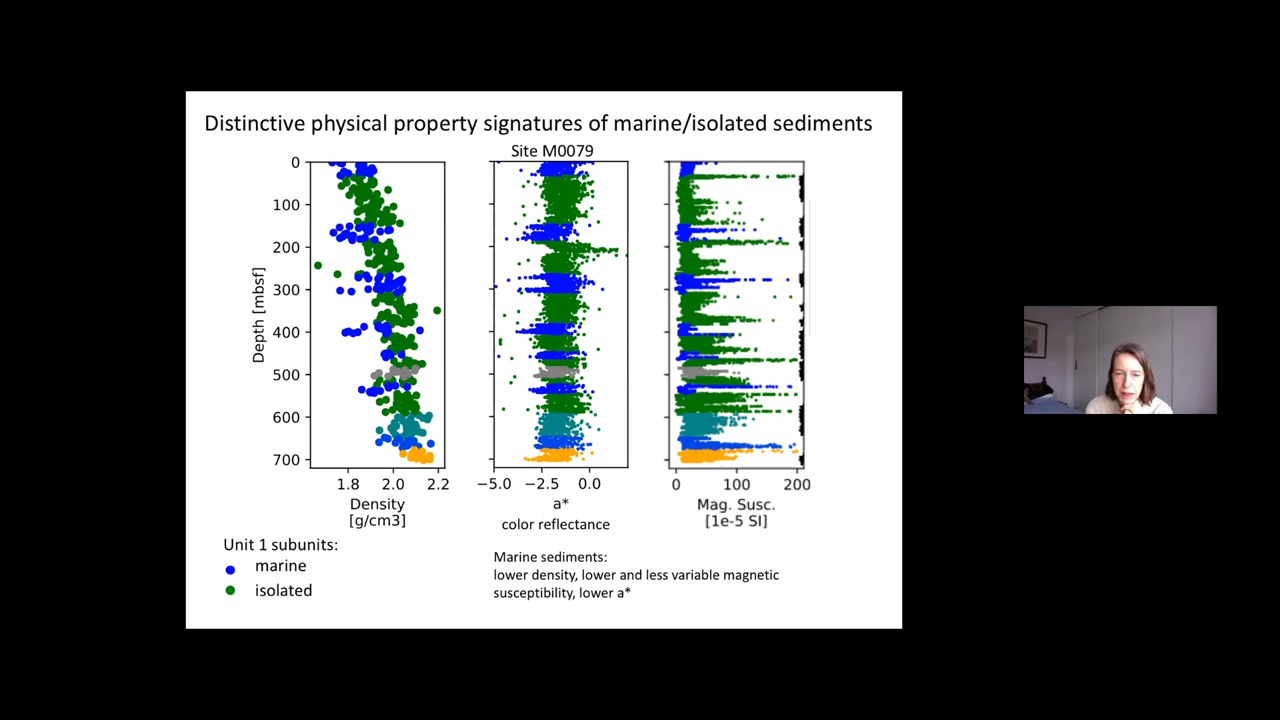 Distinctive physical property signatures of marine/isolated sediments
Site M0079
0
100
200
300
400
500
600
700
Depth [mbsf]
1.8 2.0 2.2
Density
[g/cm3]
−5.0 −2.5 0.0
a*
color reflectance
0 100 200
Mag. Susc.
[1e-5 SI]
Unit 1 subunits:
marine
isolated
Marine sediments:
lower density, lower and less variable magnetic
susceptibility, lower a*